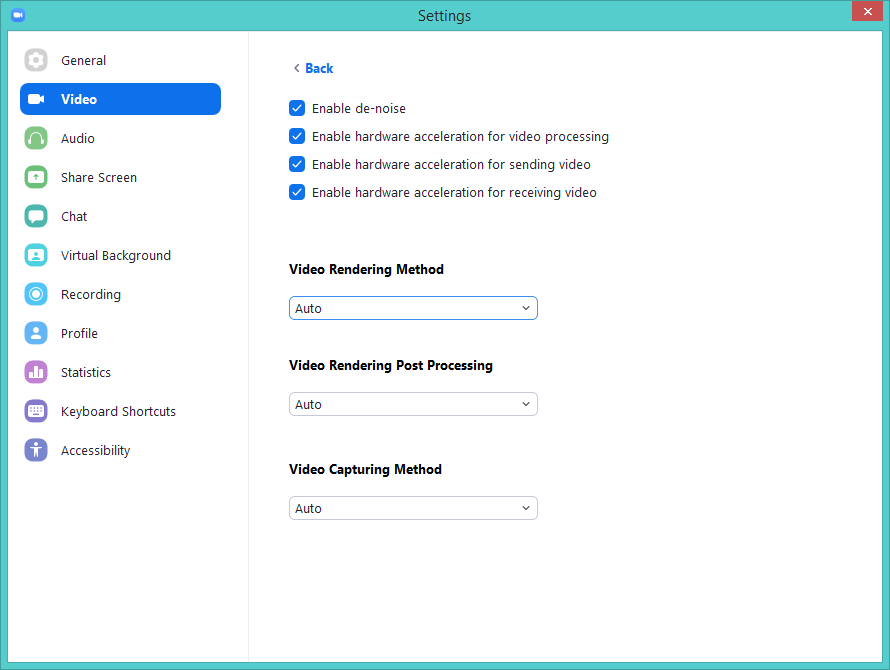 Settings
General
Video
Audio
Share Screen
Chat
Virtual Background
Recording
Profile
Statistics
Keyboard Shortcuts
Accessibility
Back
Enable de-noise
Enable hardware acceleration for video processing
Enable hardware acceleration for sending video
Enable hardware acceleration for receiving video
Video Rendering Method
Auto
Video Rendering Post Processing
Auto
Video Capturing Method
Auto